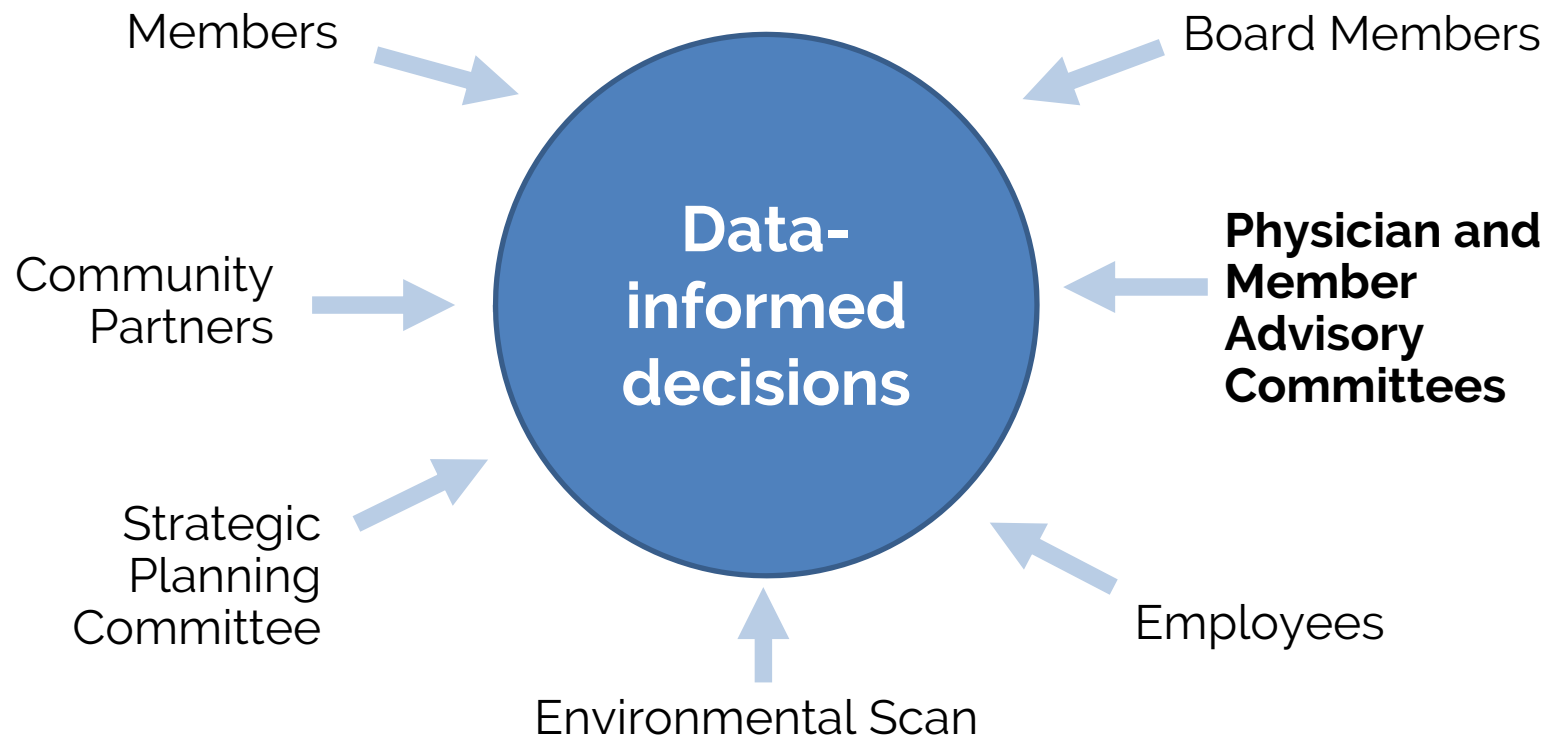 Members
Board Members
Data-
informed
decisions
Physician and
Member
Advisory
Committees
Community
Partners
Strategic
Planning
Committee
Employees
Environmental Scan